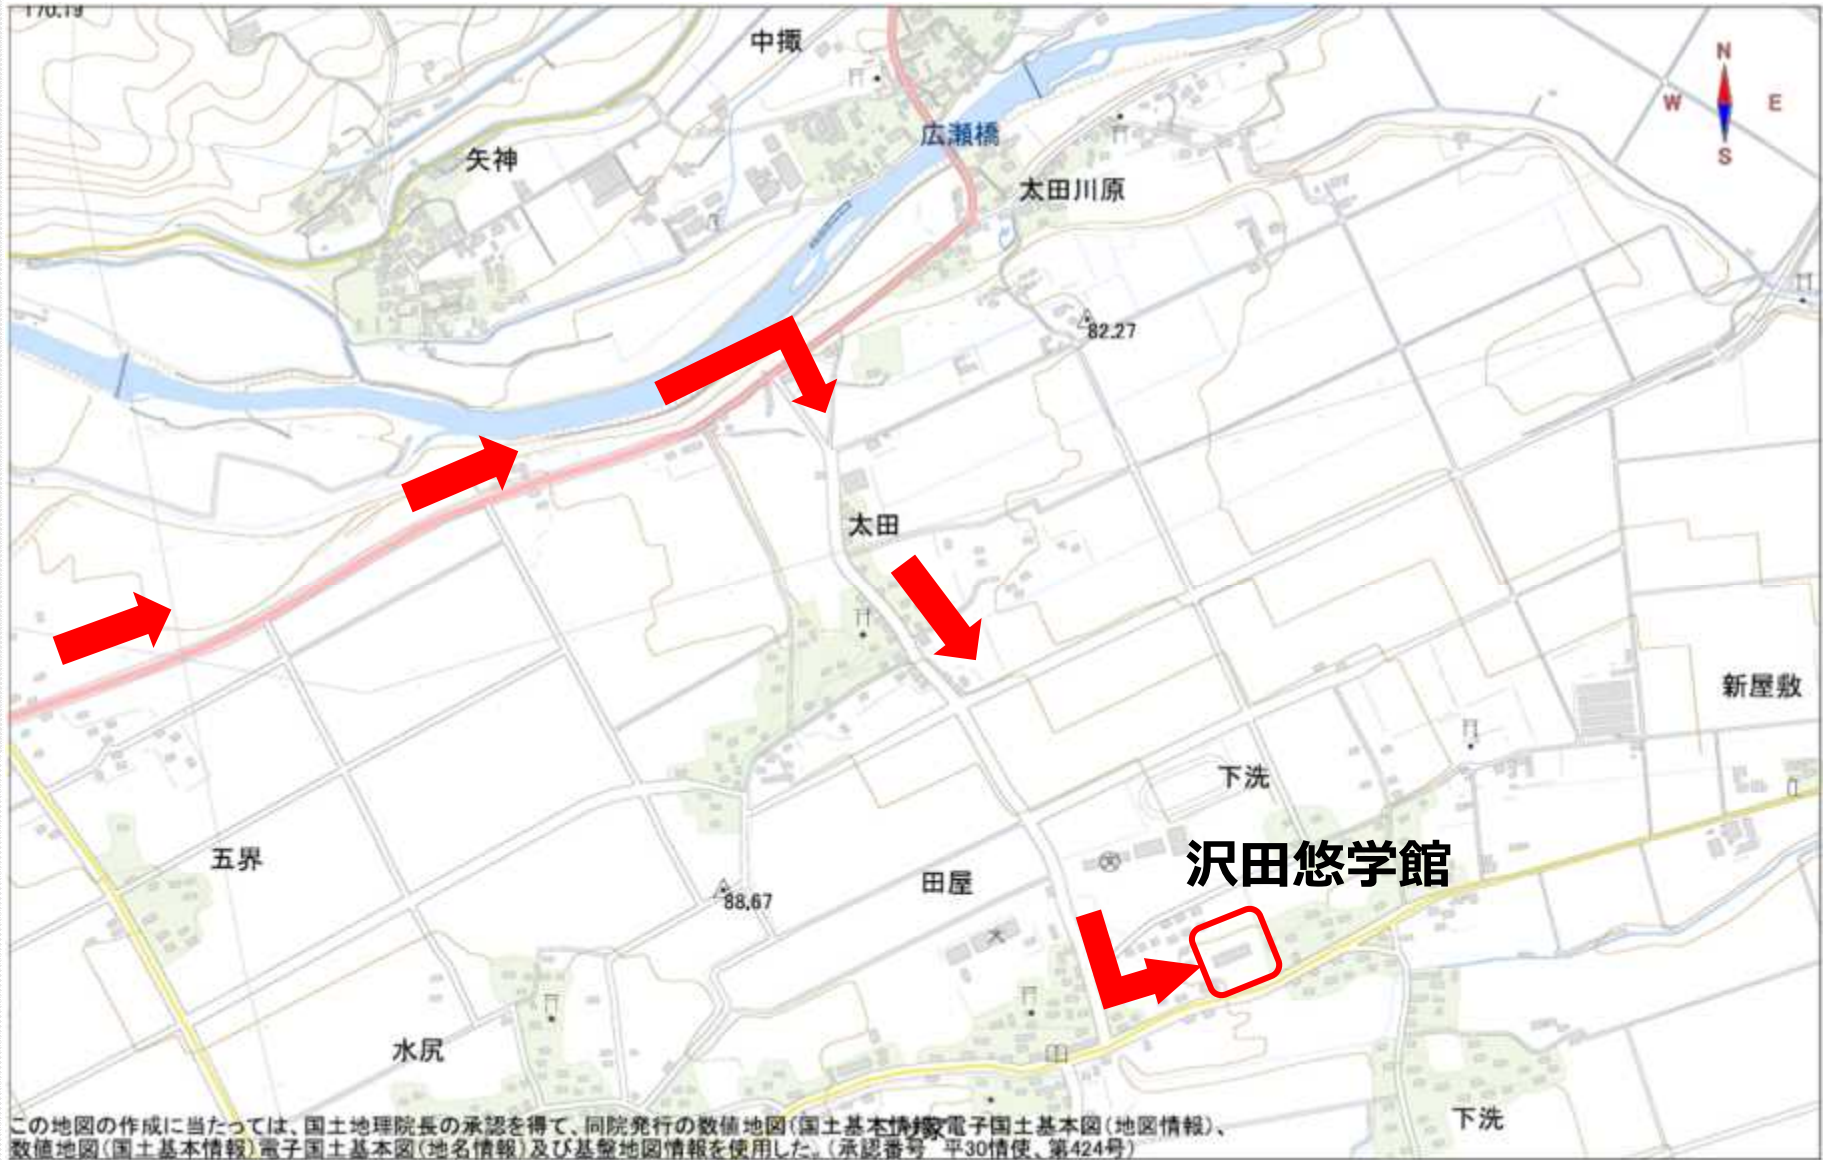 170.19
中撒
N
W E
S
広瀬橋
矢神
太田川原
82.27
太田
新屋敷
下洗
沢田悠学館
五界
田屋
88.67
水尻
下洗
この地図の作成に当たっては、国土地理院長の承認を得て、同院発行の数値地図(国土基本情報)電子国土基本図(地図情報)、
数値地図(国土基本情報)電子国土基本図(地名情報)及び基盤地図情報を使用した。(承認番号 平30情使、第424号)